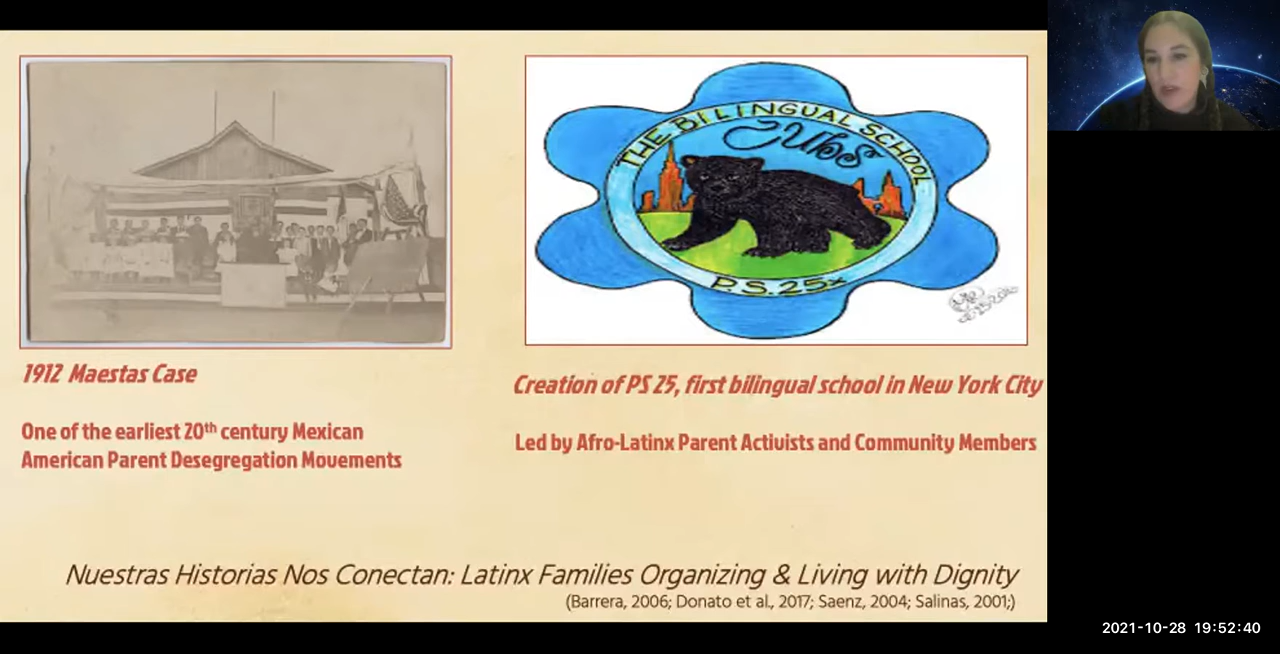 THE BILINGUAL SCHOOL
Cubs
P.S. 25x
1912 Maestas Case
Creation of PS 25, first bilingual school in New York City
One of the earliest 20th century Mexican
American Parent Desegregation Movements
Led by Afro-Latinx Parent Activists and Community Members
Nuestras Historias Nos Conectan: Latinx Families Organizing & Living with Dignity
(Barrera, 2006; Donato et al., 2017; Saenz, 2004; Salinas, 2001;)
2021-10-28 19:52:40